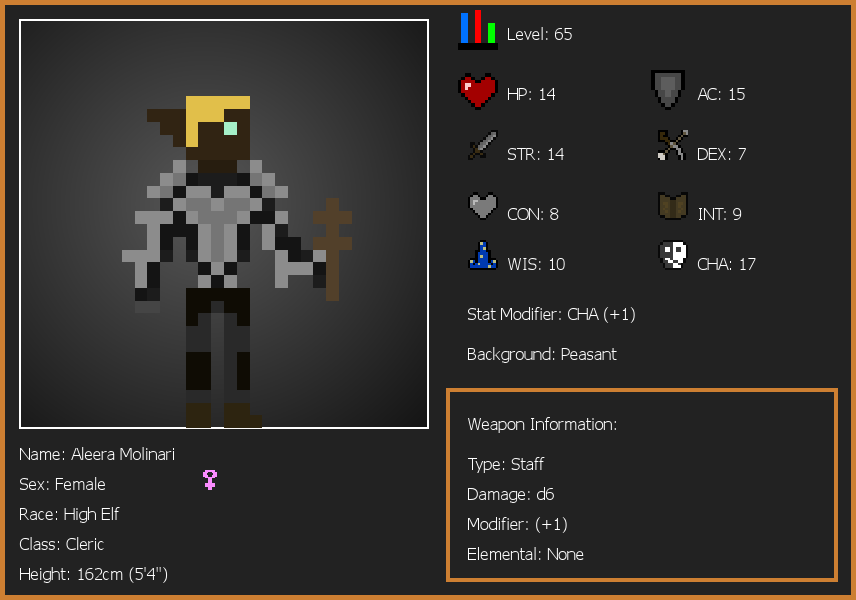 Level: 65
HP: 14
AC: 15
STR: 14
DEX: 7
CON: 8
INT: 9
WIS: 10
CHA: 17
Stat Modifier: CHA (+1)
Background: Peasant
Weapon Information:
Type: Staff
Damage: d6
Modifier: (+1)
Elemental: None
Name: Aleera Molinari
Sex: Female
Race: High Elf
Class: Cleric
Height: 162cm (5'4")